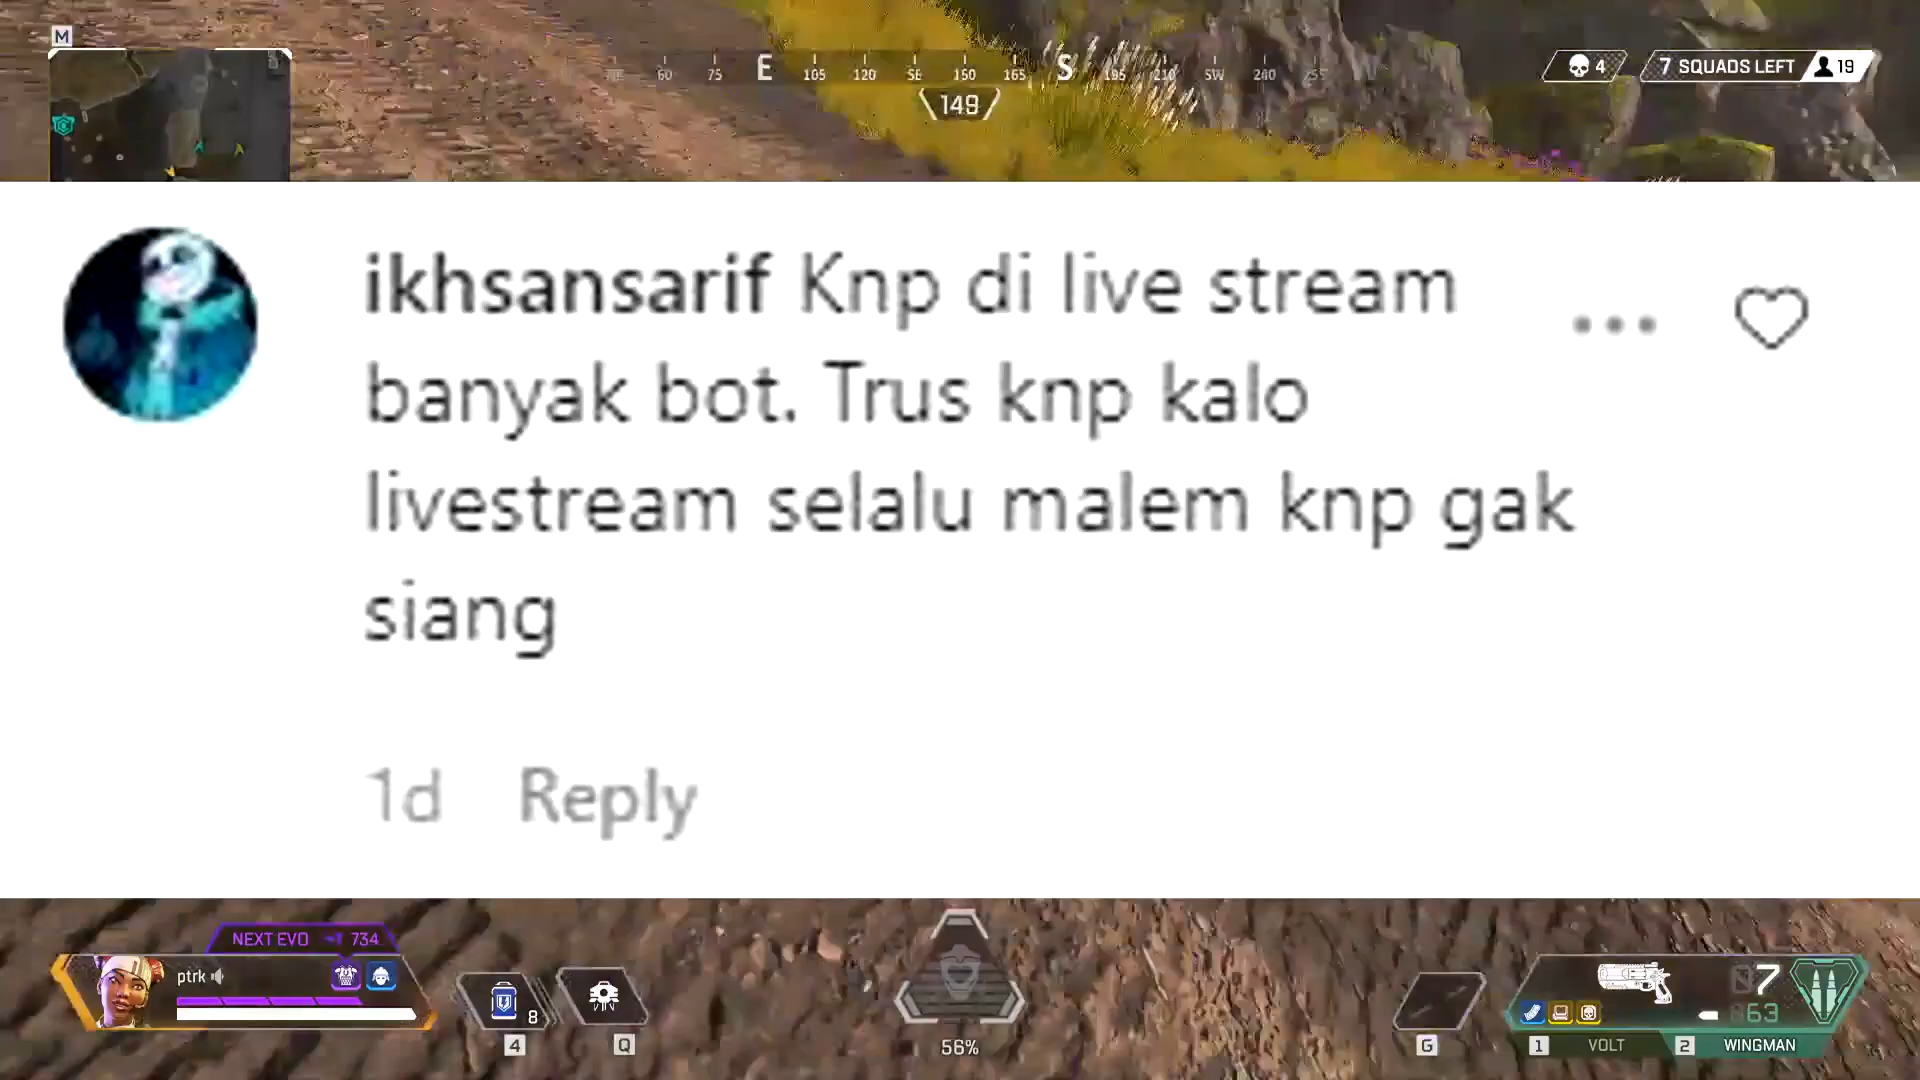 M
60 75 E 105 120 SE 150 165 S 195 210 SW 240 255
149
4
7 SQUADS LEFT 19
ikhsansarif Knp di live stream
banyak bot. Trus knp kalo
livestream selalu malem knp gak
siang
1d Reply
NEXT EVO 734
ptrk
8
4 Q
56%
G
7
63
1 VOLT 2 WINGMAN